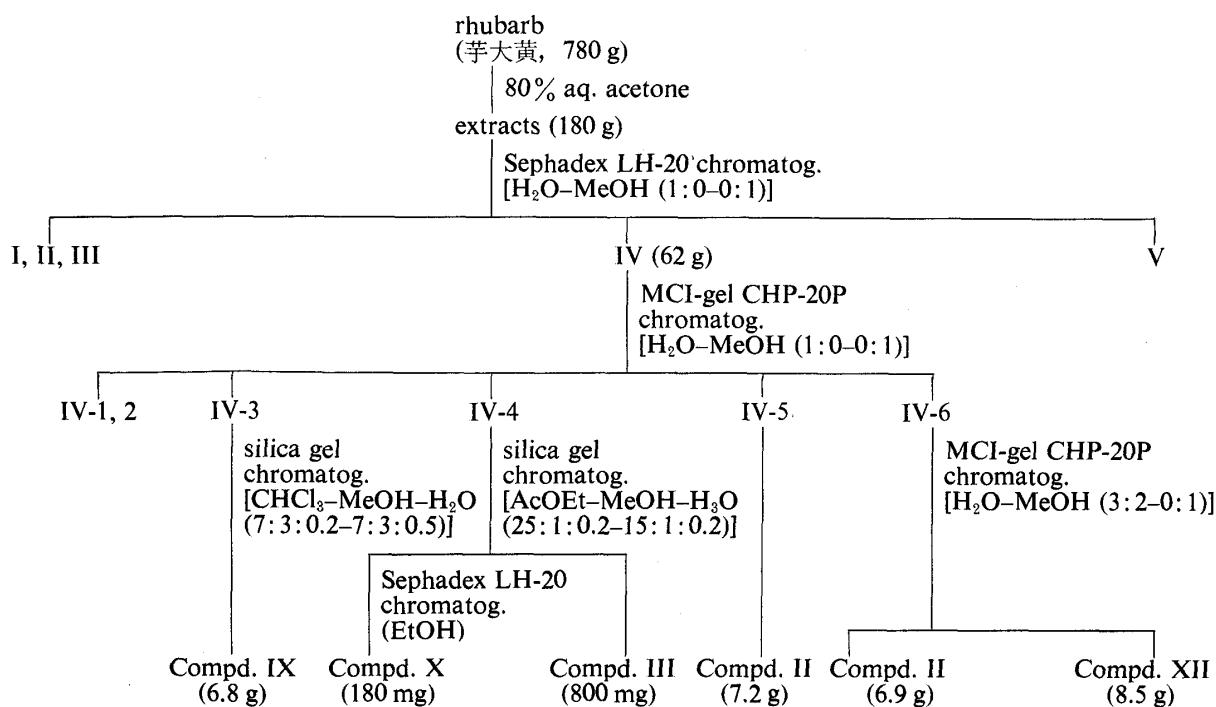 rhubarb
(芋大黄, 780 g)
80% aq. acetone
extracts (180 g)
Sephadex LH-20 chromatog.
[H₂O–MeOH (1:0–0:1)]
I, II, III
IV (62 g)
V
MCI-gel CHP-20P
chromatog.
[H₂O–MeOH (1:0–0:1)]
IV-1, 2
IV-3
IV-4
IV-5
IV-6
silica gel
chromatog.
[CHCl₃–MeOH–H₂O
(7:3:0.2–7:3:0.5)]
silica gel
chromatog.
[AcOEt–MeOH–H₃O
(25:1:0.2–15:1:0.2)]
MCI-gel CHP-20P
chromatog.
[H₂O–MeOH (3:2–0:1)]
Sephadex LH-20
chromatog.
(EtOH)
Compd. IX
(6.8 g)
Compd. X
(180 mg)
Compd. III
(800 mg)
Compd. II
(7.2 g)
Compd. II
(6.9 g)
Compd. XII
(8.5 g)